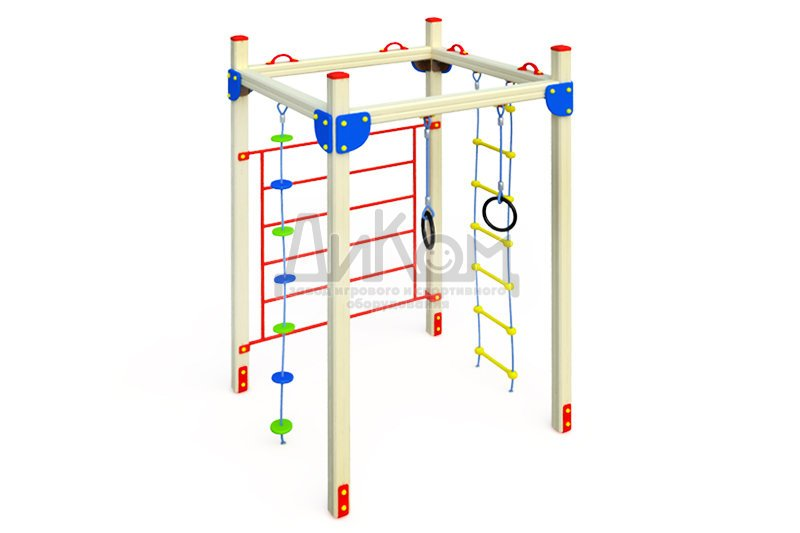 ДиКом
завод игрового и спортивного
оборудования